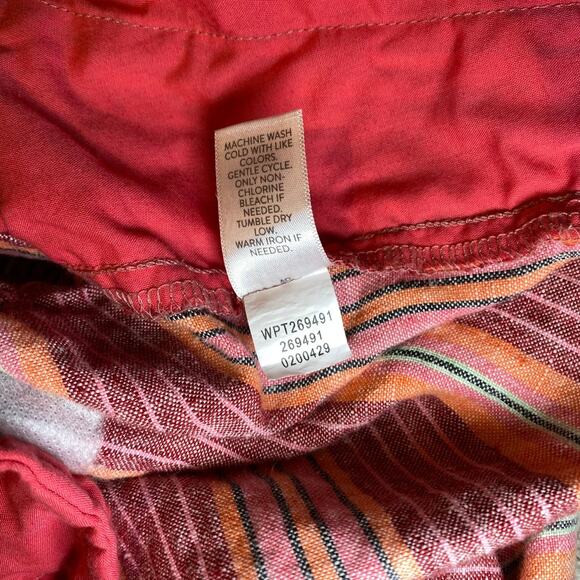 MACHINE WASH
COLD WITH LIKE
COLORS.
GENTLE CYCLE.
ONLY NON-
CHLORINE
BLEACH IF
NEEDED.
TUMBLE DRY
LOW.
WARM IRON IF
NEEDED.
WPT269491
269491
0200429